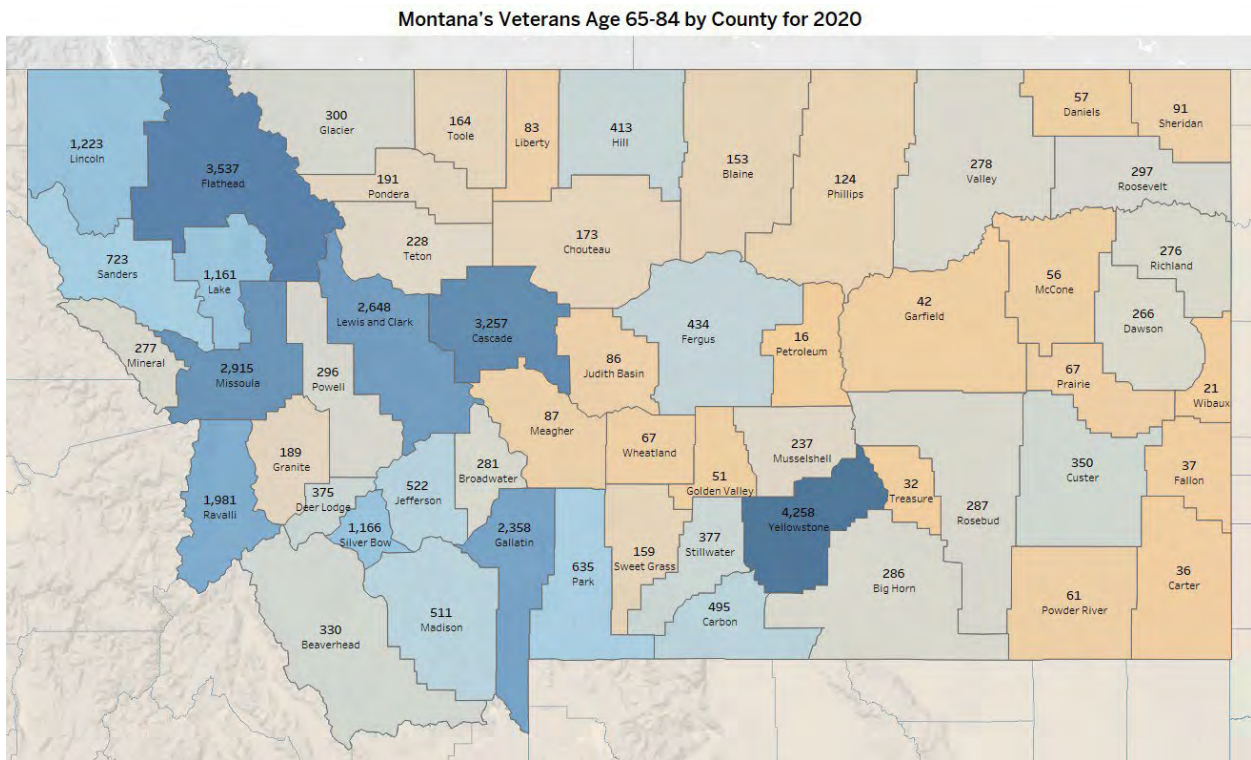 Montana's Veterans Age 65-84 by County for 2020
1,223
Lincoln
3,537
Flathead
300
Glacier
164
Toole
83
Liberty
413
Hill
153
Blaine
124
Phillips
278
Valley
57
Daniels
91
Sheridan
297
Roosevelt
191
Pondera
228
Teton
173
Chouteau
723
Sanders
1,161
Lake
2,648
Lewis and Clark
3,257
Cascade
434
Fergus
16
Petroleum
42
Garfield
56
McCone
276
Richland
266
Dawson
277
Mineral
2,915
Missoula
296
Powell
86
Judith Basin
67
Prairie
21
Wibaux
87
Meagher
67
Wheatland
51
Golden Valley
237
Musselshell
189
Granite
281
Broadwater
350
Custer
37
Fallon
1,981
Ravalli
375
Deer Lodge
522
Jefferson
1,166
Silver Bow
2,358
Gallatin
4,258
Yellowstone
32
Treasure
287
Rosebud
635
Park
159
Sweet Grass
377
Stillwater
495
Carbon
286
Big Horn
61
Powder River
36
Carter
330
Beaverhead
511
Madison